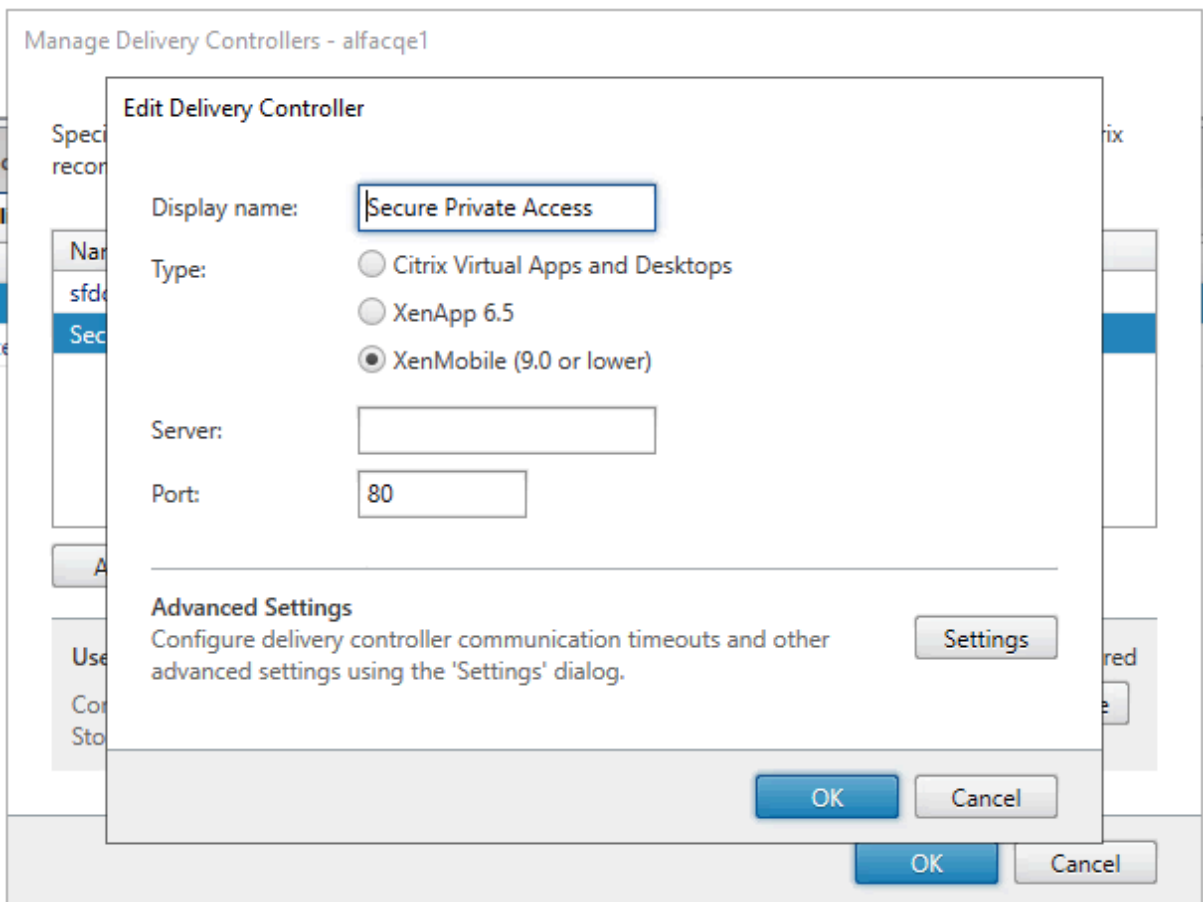 Manage Delivery Controllers - alfacqe1
Edit Delivery Controller
Display name:
Secure Private Access
Type:
Citrix Virtual Apps and Desktops
XenApp 6.5
XenMobile (9.0 or lower)
Server:
Port:
80
Advanced Settings
Configure delivery controller communication timeouts and other
advanced settings using the 'Settings' dialog.
Settings
OK
Cancel
OK
Cancel